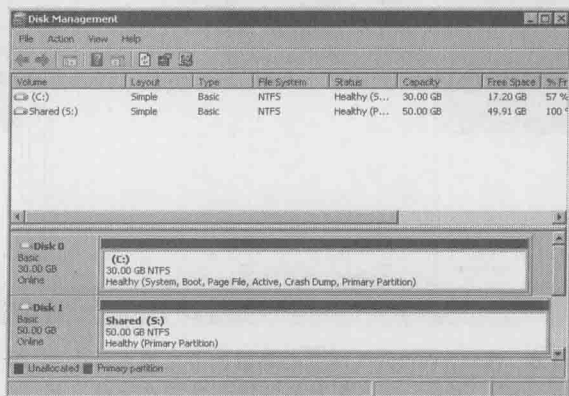 Disk Management
File Action View Help
Volume Layout Type File System Status Capacity Free Space % Fr
(C:) Simple Basic NTFS Healthy (S... 30.00 GB 17.20 GB 57 %
Shared (S:) Simple Basic NTFS Healthy (P... 50.00 GB 49.91 GB 100 %
Disk 0
Basic
30.00 GB
Online
(C:)
30.00 GB NTFS
Healthy (System, Boot, Page File, Active, Crash Dump, Primary Partition)
Disk 1
Basic
50.00 GB
Online
Shared (S:)
50.00 GB NTFS
Healthy (Primary Partition)
Unallocated Primary partition